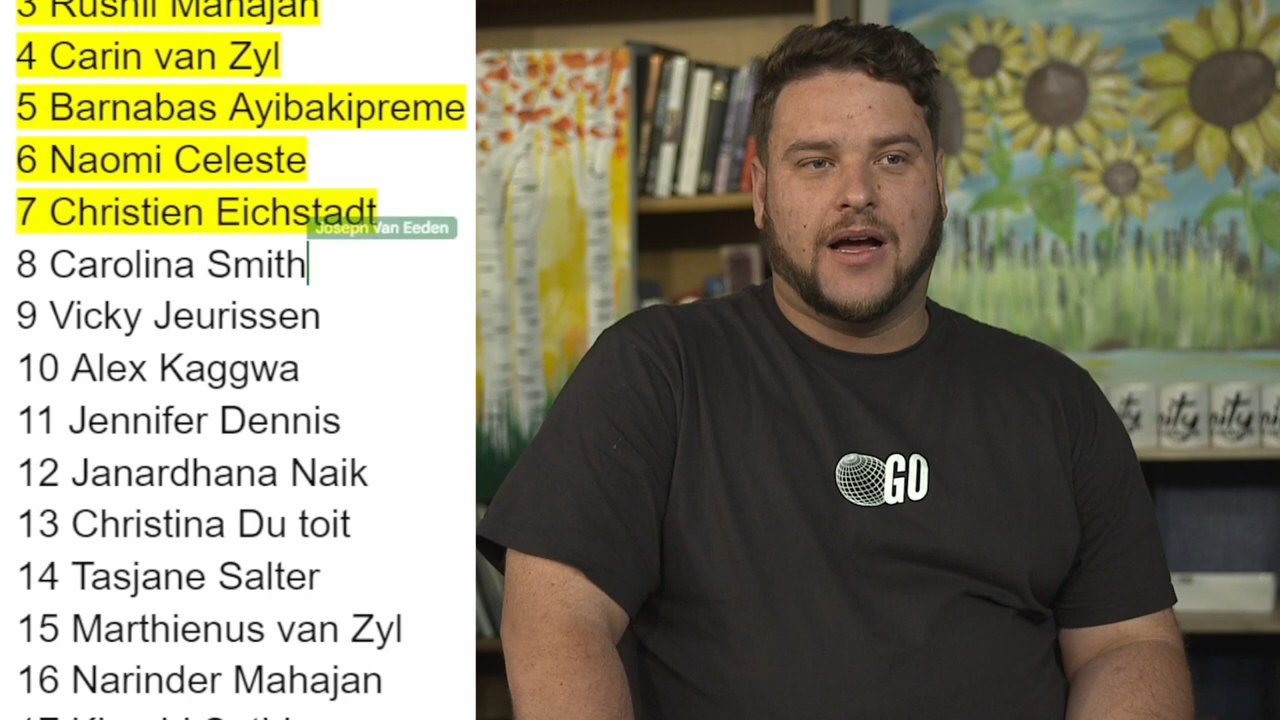 3 Rushil Mahajan
4 Carin van Zyl
5 Barnabas Ayibakipreme
6 Naomi Celeste
7 Christien Eichstadt
Joseph Van Eeden
8 Carolina Smith
9 Vicky Jeurissen
10 Alex Kaggwa
11 Jennifer Dennis
12 Janardhana Naik
13 Christina Du toit
14 Tasjane Salter
15 Marthienus van Zyl
16 Narinder Mahajan
GO